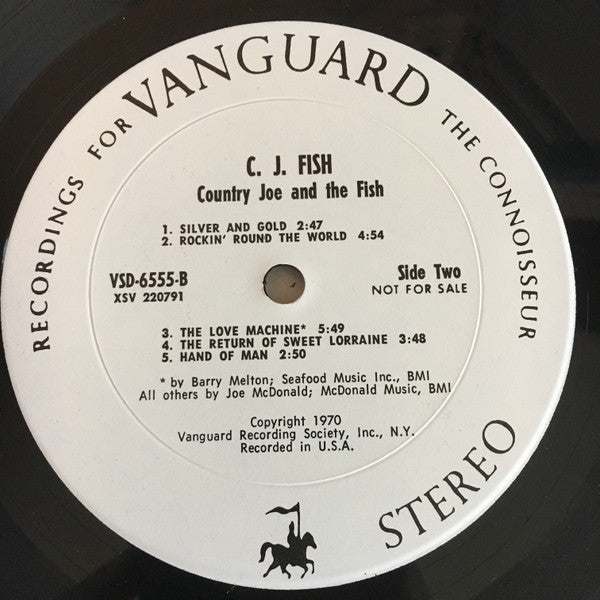 RECORDINGS FOR VANGUARD THE CONNOISSEUR
C. J. FISH
Country Joe and the Fish
1. SILVER AND GOLD 2:47
2. ROCKIN' ROUND THE WORLD 4:54
VSD-6555-B
XSV 220791
Side Two
NOT FOR SALE
3. THE LOVE MACHINE* 5:49
4. THE RETURN OF SWEET LORRAINE 3:48
5. HAND OF MAN 2:50
* by Barry Melton; Seafood Music Inc., BMI
All others by Joe McDonald; McDonald Music, BMI
Copyright 1970
Vanguard Recording Society, Inc., N.Y.
Recorded in U.S.A.
STEREO